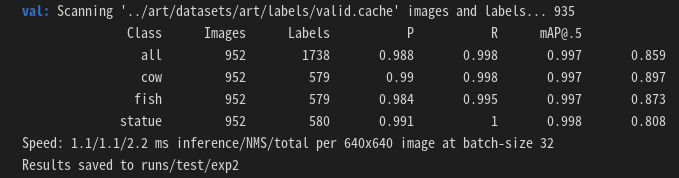 val: Scanning '../art/datasets/art/labels/valid.cache' images and labels... 935
Class Images Labels P R mAP@.5
all 952 1738 0.988 0.998 0.997 0.859
cow 952 579 0.99 0.998 0.997 0.897
fish 952 579 0.984 0.995 0.997 0.873
statue 952 580 0.991 1 0.998 0.808
Speed: 1.1/1.1/2.2 ms inference/NMS/total per 640x640 image at batch-size 32
Results saved to runs/test/exp2